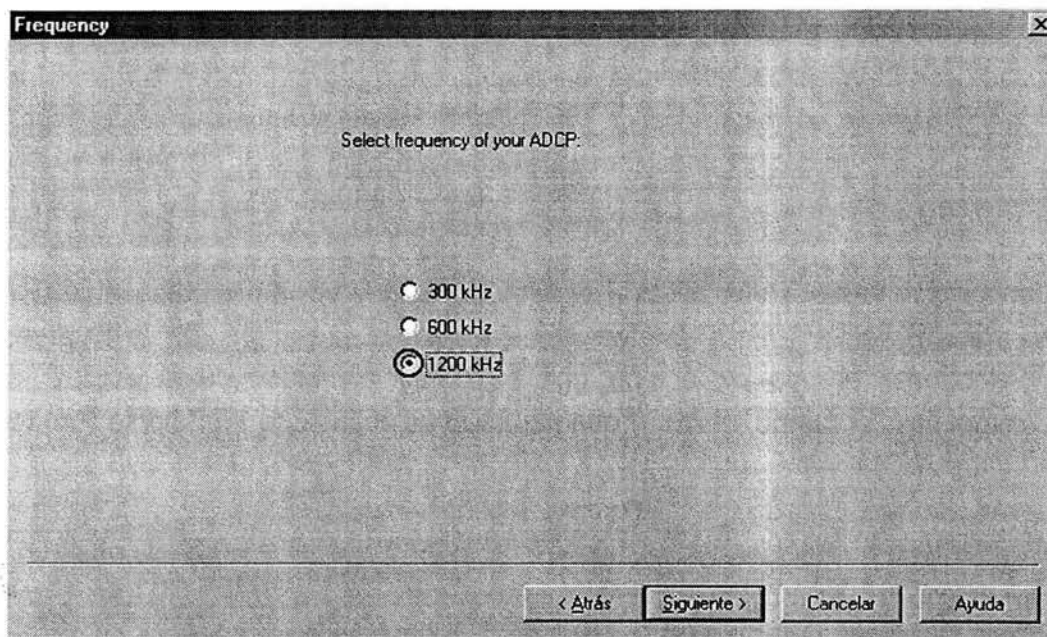 Frequency
Select frequency of your ADCP:
300 kHz
600 kHz
1200 kHz
< Atrás
Siguiente >
Cancelar
Ayuda